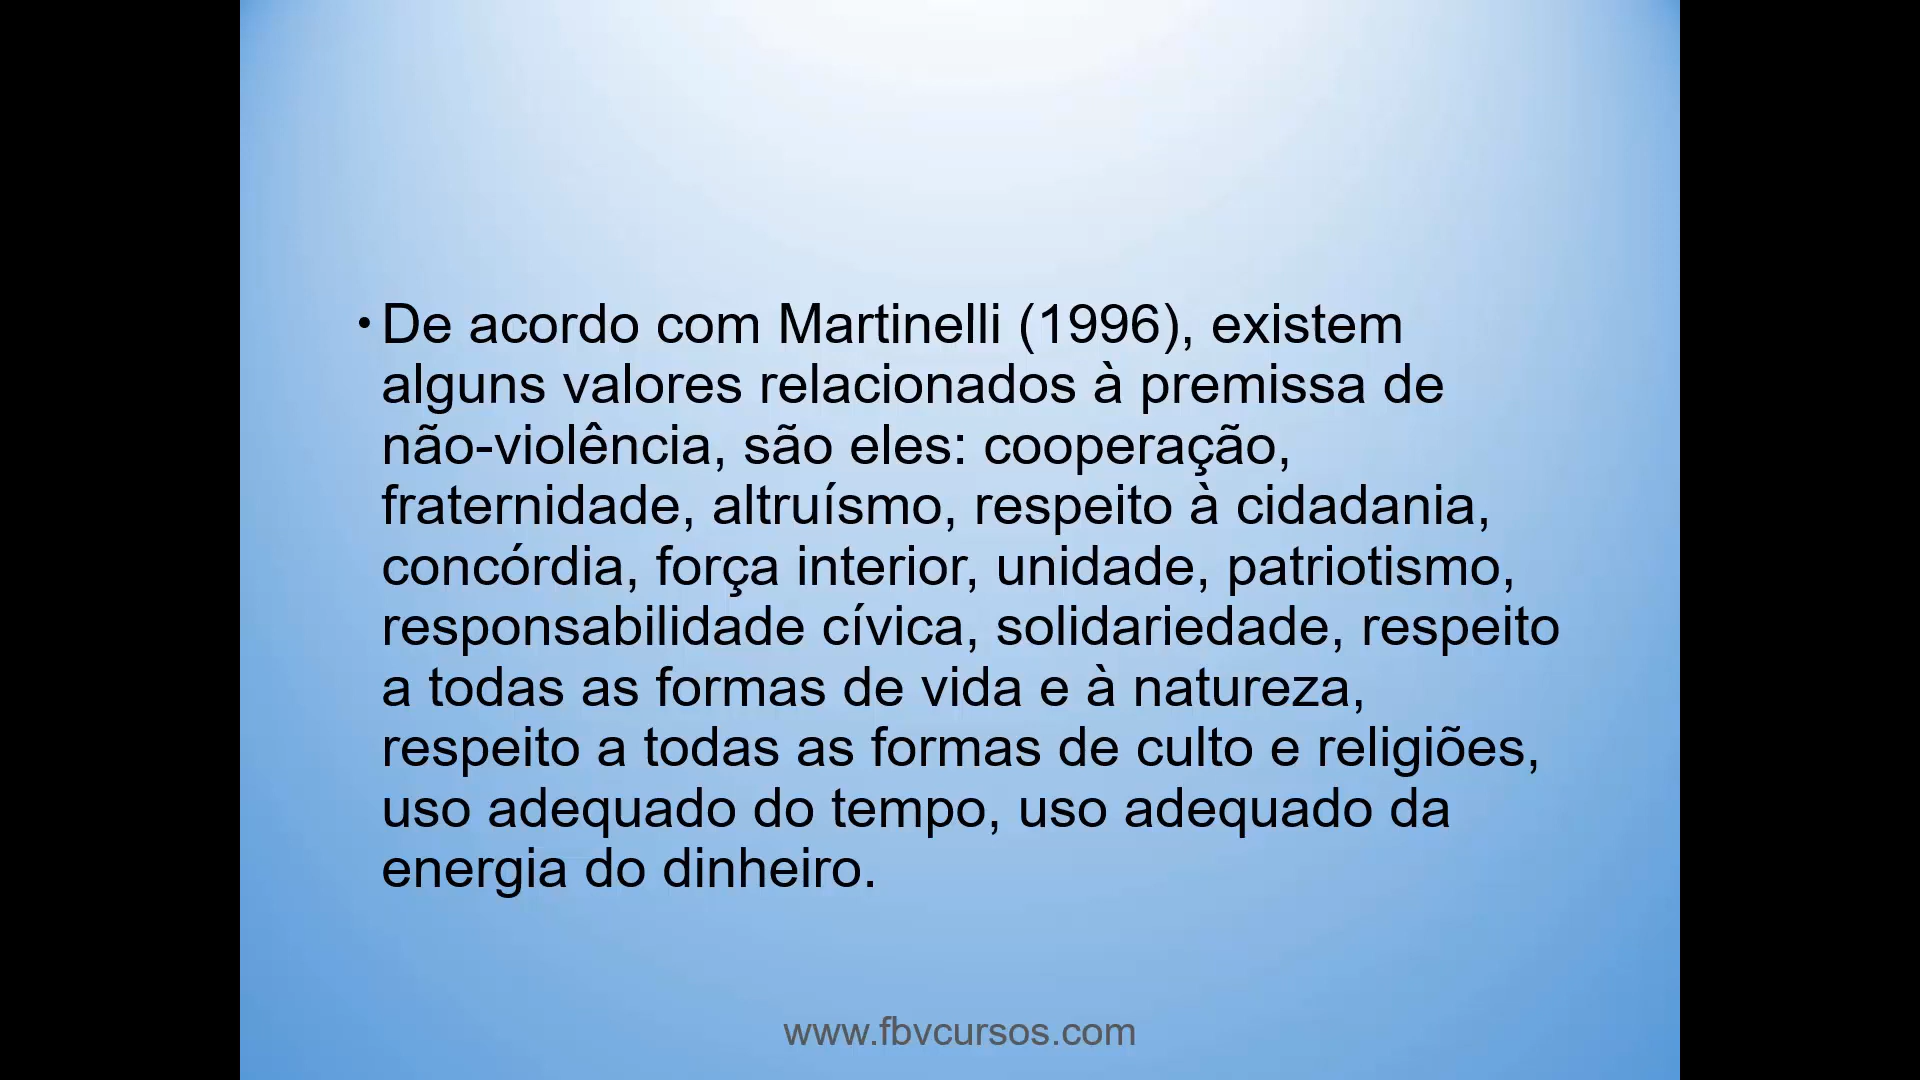 • De acordo com Martinelli (1996), existem
alguns valores relacionados à premissa de
não-violência, são eles: cooperação,
fraternidade, altruísmo, respeito à cidadania,
concórdia, força interior, unidade, patriotismo,
responsabilidade cívica, solidariedade, respeito
a todas as formas de vida e à natureza,
respeito a todas as formas de culto e religiões,
uso adequado do tempo, uso adequado da
energia do dinheiro.
www.fbvcursos.com